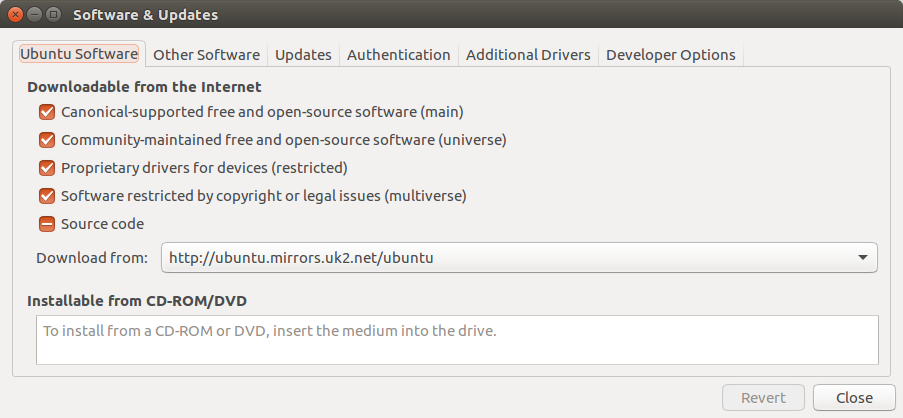 Software & Updates
Ubuntu Software Other Software Updates Authentication Additional Drivers Developer Options
Downloadable from the Internet
Canonical-supported free and open-source software (main)
Community-maintained free and open-source software (universe)
Proprietary drivers for devices (restricted)
Software restricted by copyright or legal issues (multiverse)
Source code
Download from: http://ubuntu.mirrors.uk2.net/ubuntu
Installable from CD-ROM/DVD
To install from a CD-ROM or DVD, insert the medium into the drive.
Revert Close